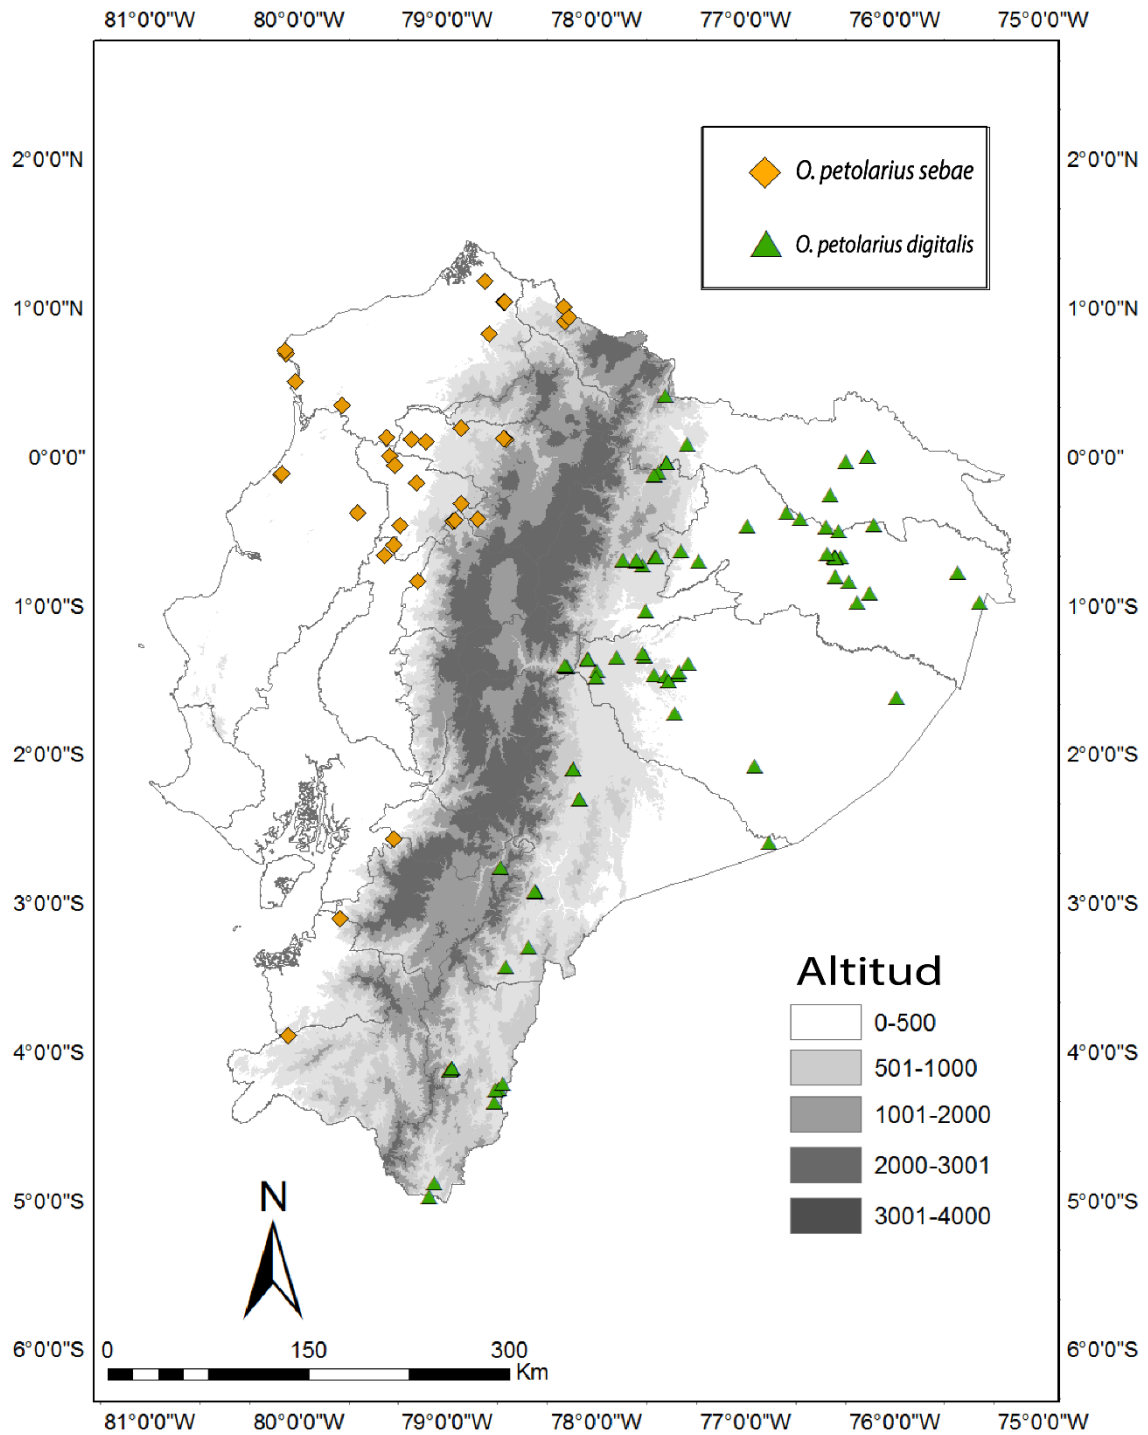 81°0'0"W 80°0'0"W 79°0'0"W 78°0'0"W 77°0'0"W 76°0'0"W 75°0'0"W
2°0'0"N 2°0'0"N
O. petolarius sebae
O. petolarius digitalis
1°0'0"N 1°0'0"N
0°0'0" 0°0'0"
1°0'0"S 1°0'0"S
2°0'0"S 2°0'0"S
3°0'0"S 3°0'0"S
Altitud
0-500
4°0'0"S 4°0'0"S
501-1000
1001-2000
2000-3001
5°0'0"S 5°0'0"S
3001-4000
N
6°0'0"S 6°0'0"S
0 150 300
Km
81°0'0"W 80°0'0"W 79°0'0"W 78°0'0"W 77°0'0"W 76°0'0"W 75°0'0"W